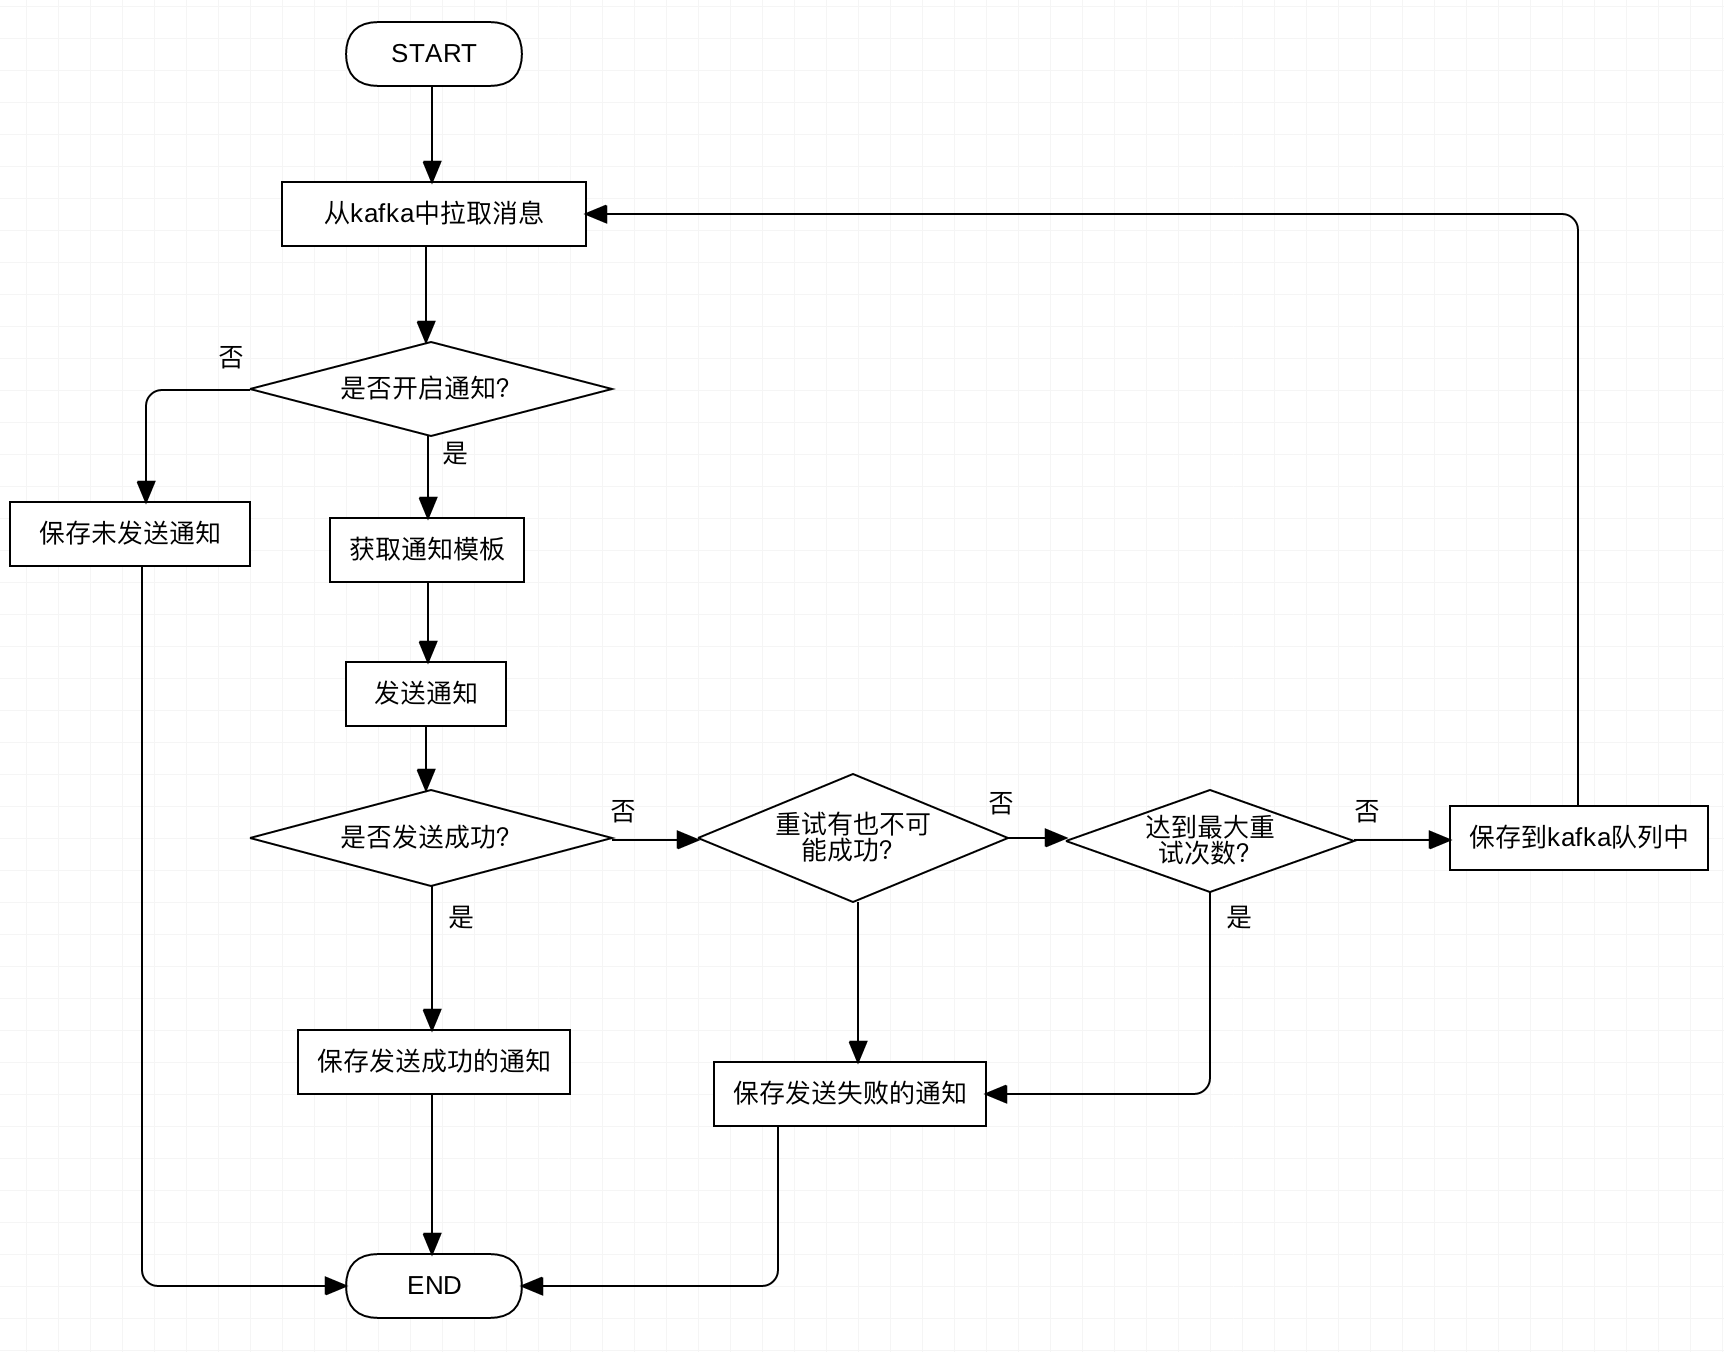 START
从kafka中拉取消息
否
是否开启通知?
是
保存未发送通知
获取通知模板
发送通知
是否发送成功?
否
重试有也不可
能成功?
否
达到最大重
试次数?
否
保存到kafka队列中
是
是
保存发送成功的通知
保存发送失败的通知
END